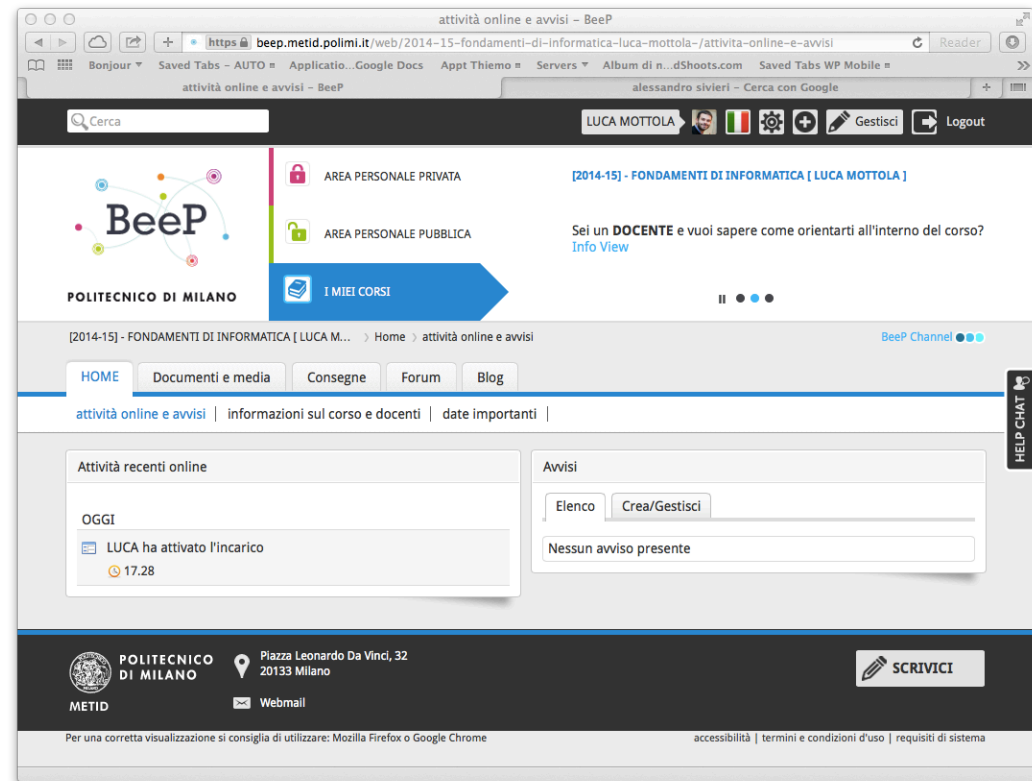 attività online e avvisi – BeeP
https beep.metid.polimi.it/web/2014-15-fondamenti-di-informatica-luca-mottola-/attivita-online-e-avvisi
Reader
Bonjour Saved Tabs – AUTO Applicatio...Google Docs Appt Thiemo Servers Album di n...dShoots.com Saved Tabs WP Mobile
attività online e avvisi – BeeP
alessandro sivieri – Cerca con Google
Cerca
LUCA MOTTOLA
Gestisci
Logout
BeeP
POLITECNICO DI MILANO
AREA PERSONALE PRIVATA
AREA PERSONALE PUBBLICA
I MIEI CORSI
[2014-15] - FONDAMENTI DI INFORMATICA [ LUCA MOTTOLA ]
Sei un DOCENTE e vuoi sapere come orientarti all'interno del corso?
Info View
[2014-15] - FONDAMENTI DI INFORMATICA [ LUCA M... > Home > attività online e avvisi
BeeP Channel
HOME Documenti e media Consegne Forum Blog
attività online e avvisi | informazioni sul corso e docenti | date importanti |
HELP CHAT
Attività recenti online
OGGI
LUCA ha attivato l'incarico
17.28
Avvisi
Elenco Crea/Gestisci
Nessun avviso presente
POLITECNICO
DI MILANO
METID
Piazza Leonardo Da Vinci, 32
20133 Milano
Webmail
SCRIVICI
Per una corretta visualizzazione si consiglia di utilizzare: Mozilla Firefox o Google Chrome
accessibilità | termini e condizioni d'uso | requisiti di sistema